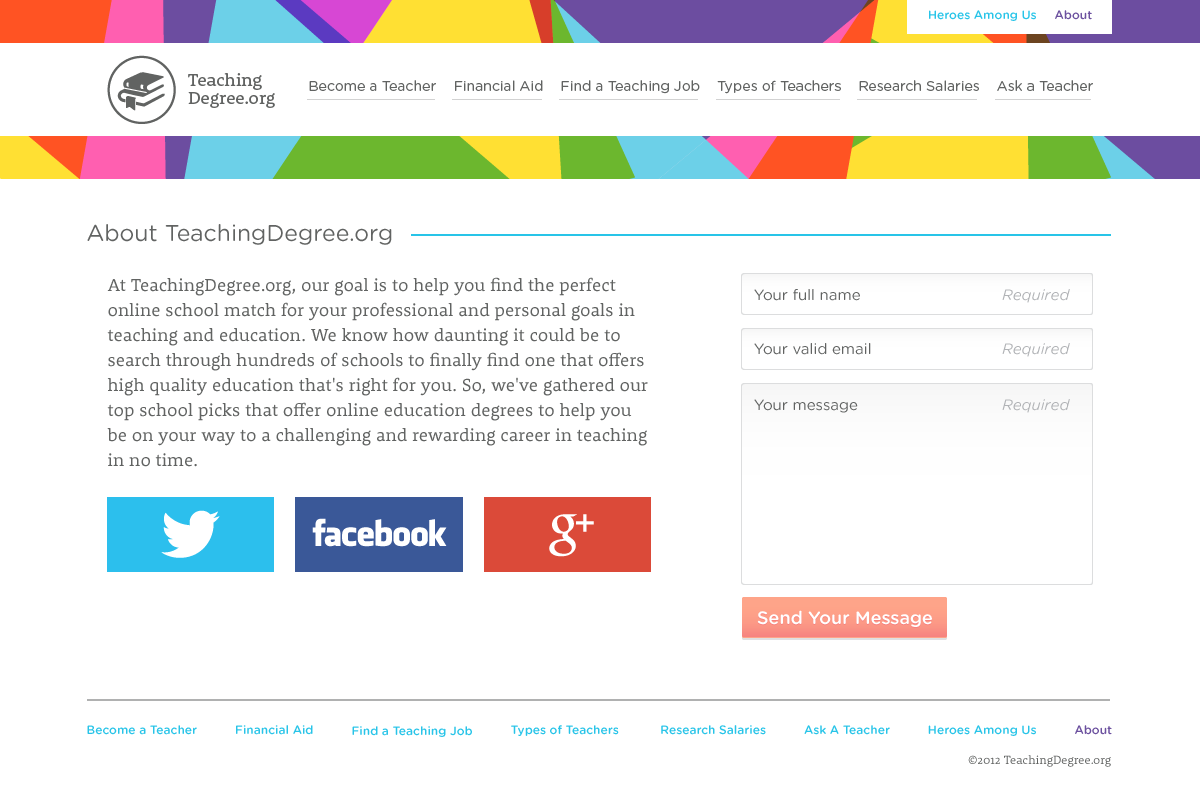 Heroes Among Us About
Teaching
Degree.org
Become a Teacher Financial Aid Find a Teaching Job Types of Teachers Research Salaries Ask a Teacher
About TeachingDegree.org
At TeachingDegree.org, our goal is to help you find the perfect
online school match for your professional and personal goals in
teaching and education. We know how daunting it could be to
search through hundreds of schools to finally find one that offers
high quality education that's right for you. So, we've gathered our
top school picks that offer online education degrees to help you
be on your way to a challenging and rewarding career in teaching
in no time.
facebook
g+
Your full name Required
Your valid email Required
Your message Required
Send Your Message
Become a Teacher Financial Aid Find a Teaching Job Types of Teachers Research Salaries Ask A Teacher Heroes Among Us About
©2012 TeachingDegree.org